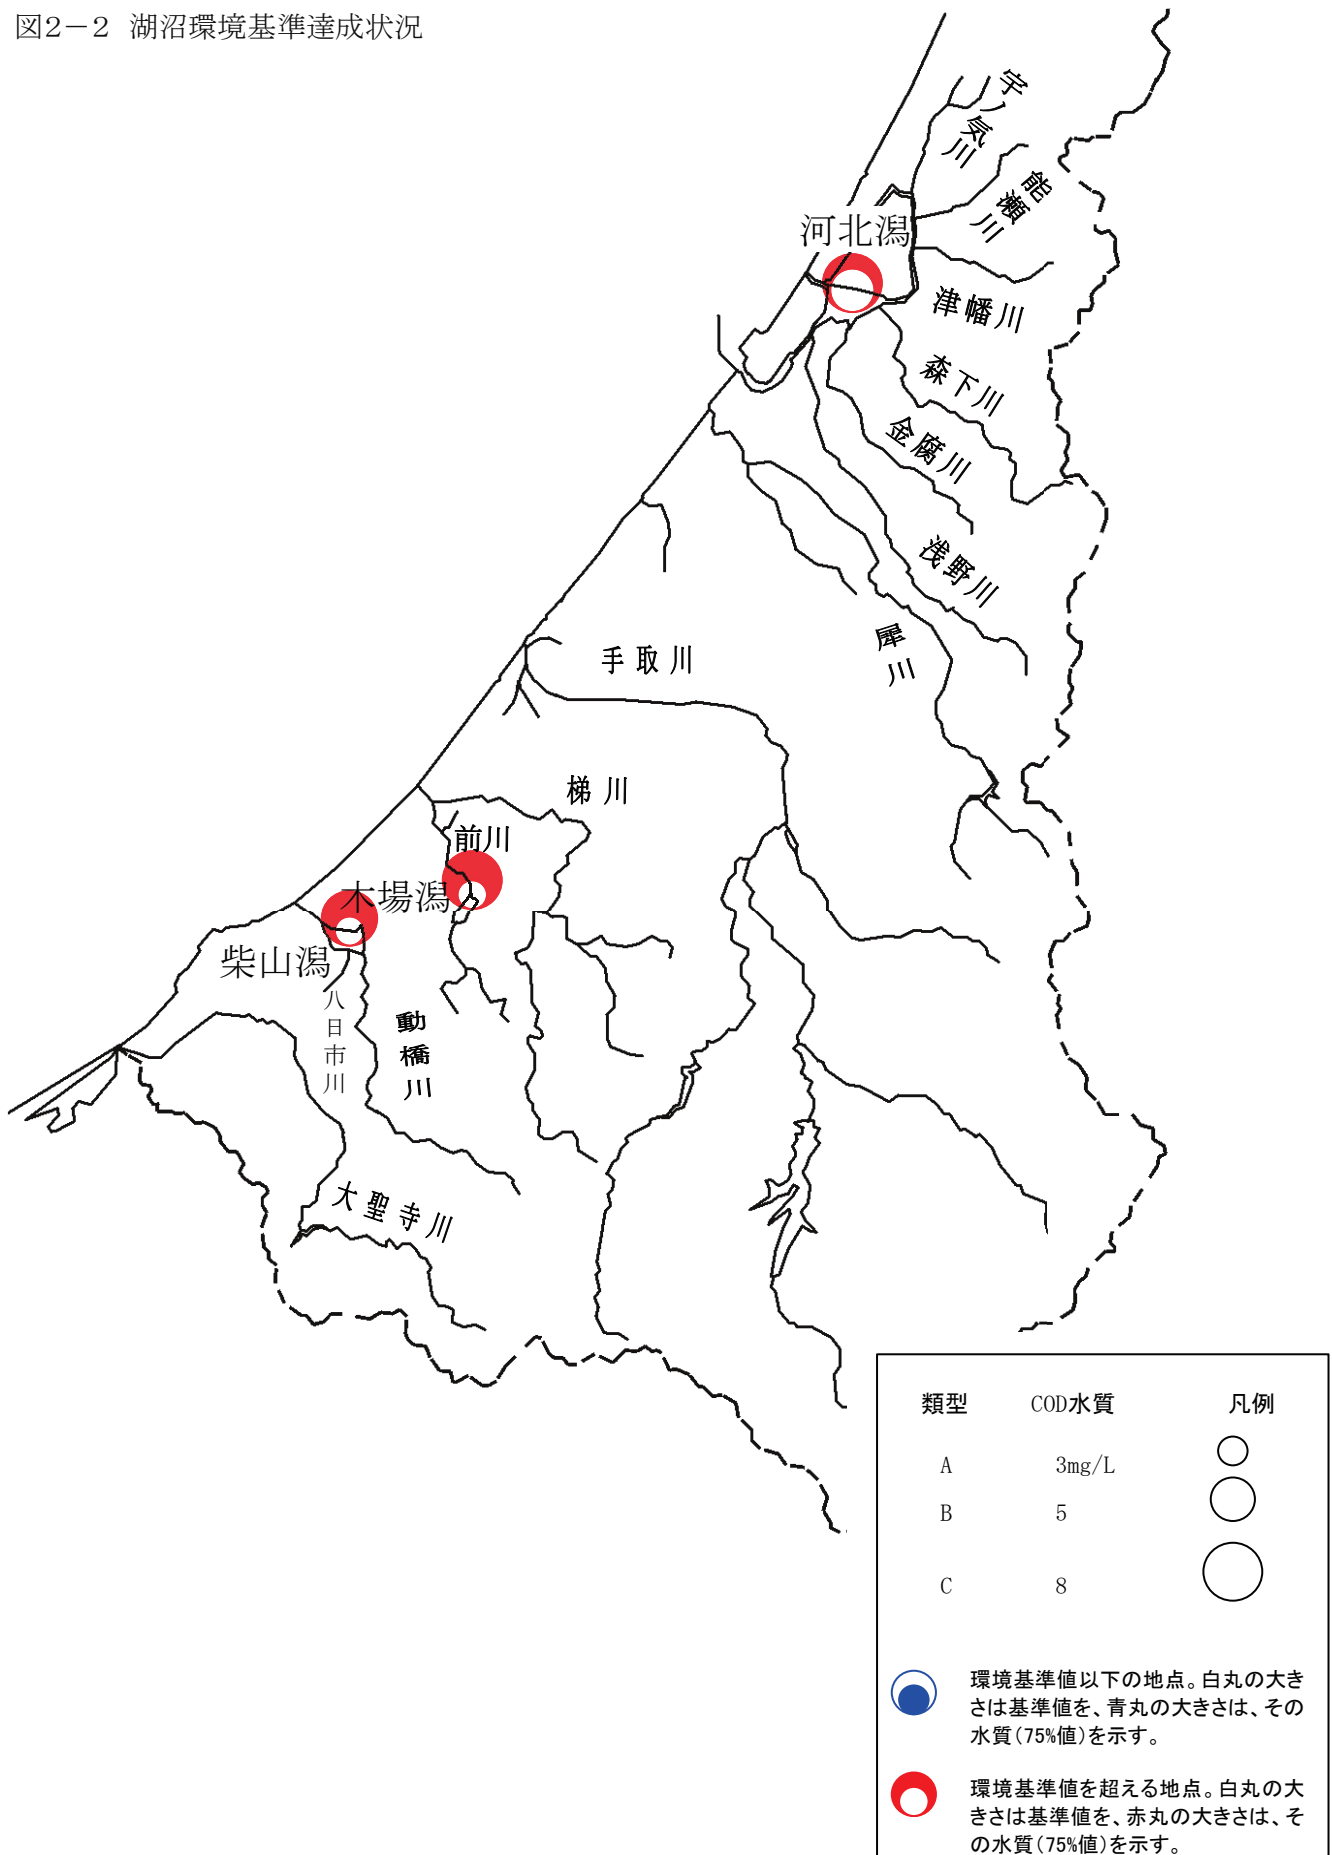 図2－2 湖沼環境基準達成状況
宇ノ気川
能瀬川
河北潟
津幡川
森下川
金腐川
浅野川
犀川
手取川
梯川
前川
木場潟
柴山潟
八日市川
動橋川
大聖寺川
類型 COD水質 凡例
A 3mg/L
B 5
C 8
環境基準値以下の地点。白丸の大き
さは基準値を、青丸の大きさは、その
水質(75%値)を示す。
環境基準値を超える地点。白丸の大
きさは基準値を、赤丸の大きさは、そ
の水質(75%値)を示す。